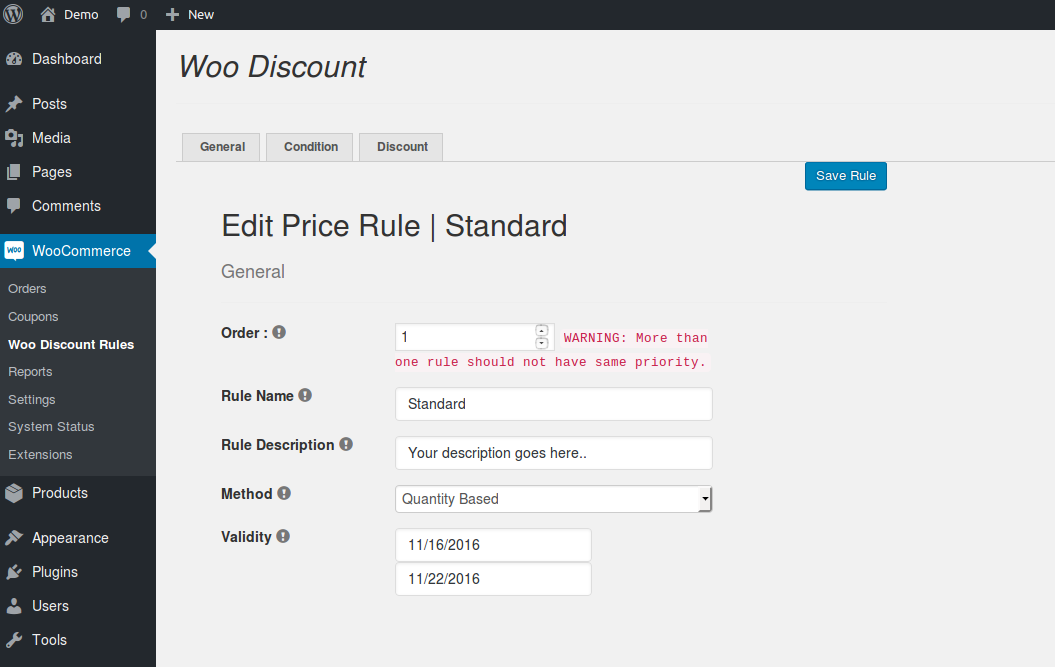 Demo 0 New
Dashboard
Posts
Media
Pages
Comments
WOO WooCommerce
Orders
Coupons
Woo Discount Rules
Reports
Settings
System Status
Extensions
Products
Appearance
Plugins
Users
Tools
Woo Discount
General Condition Discount
Save Rule
Edit Price Rule | Standard
General
Order : 1 WARNING: More than
one rule should not have same priority.
Rule Name Standard
Rule Description Your description goes here..
Method Quantity Based
Validity 11/16/2016
11/22/2016